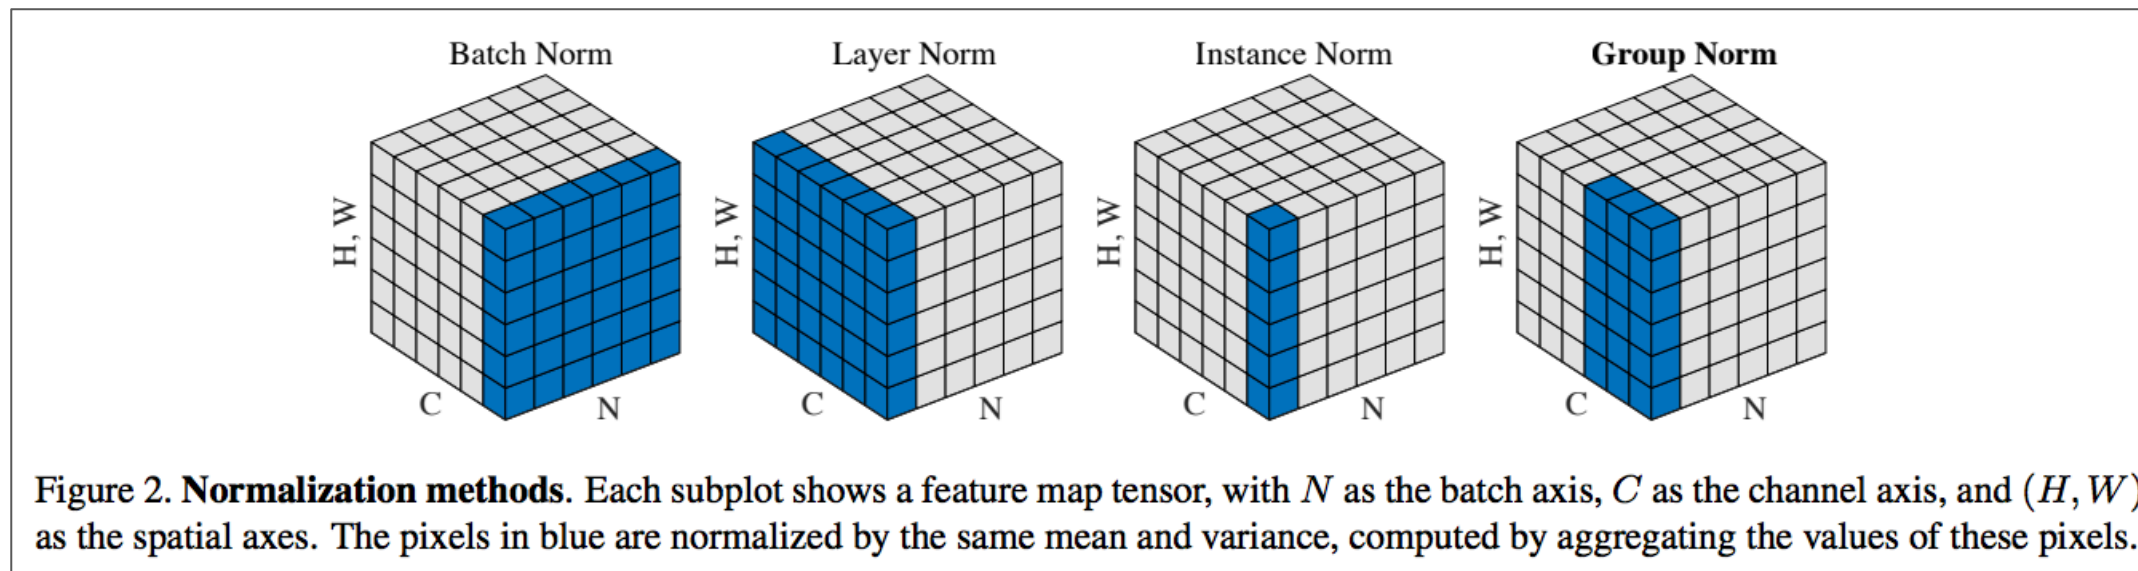 Batch Norm
Layer Norm
Instance Norm
Group Norm
H, W
C
N
H, W
C
N
H, W
C
N
H, W
C
N
Figure 2. Normalization methods. Each subplot shows a feature map tensor, with N as the batch axis, C as the channel axis, and (H, W)
as the spatial axes. The pixels in blue are normalized by the same mean and variance, computed by aggregating the values of these pixels.